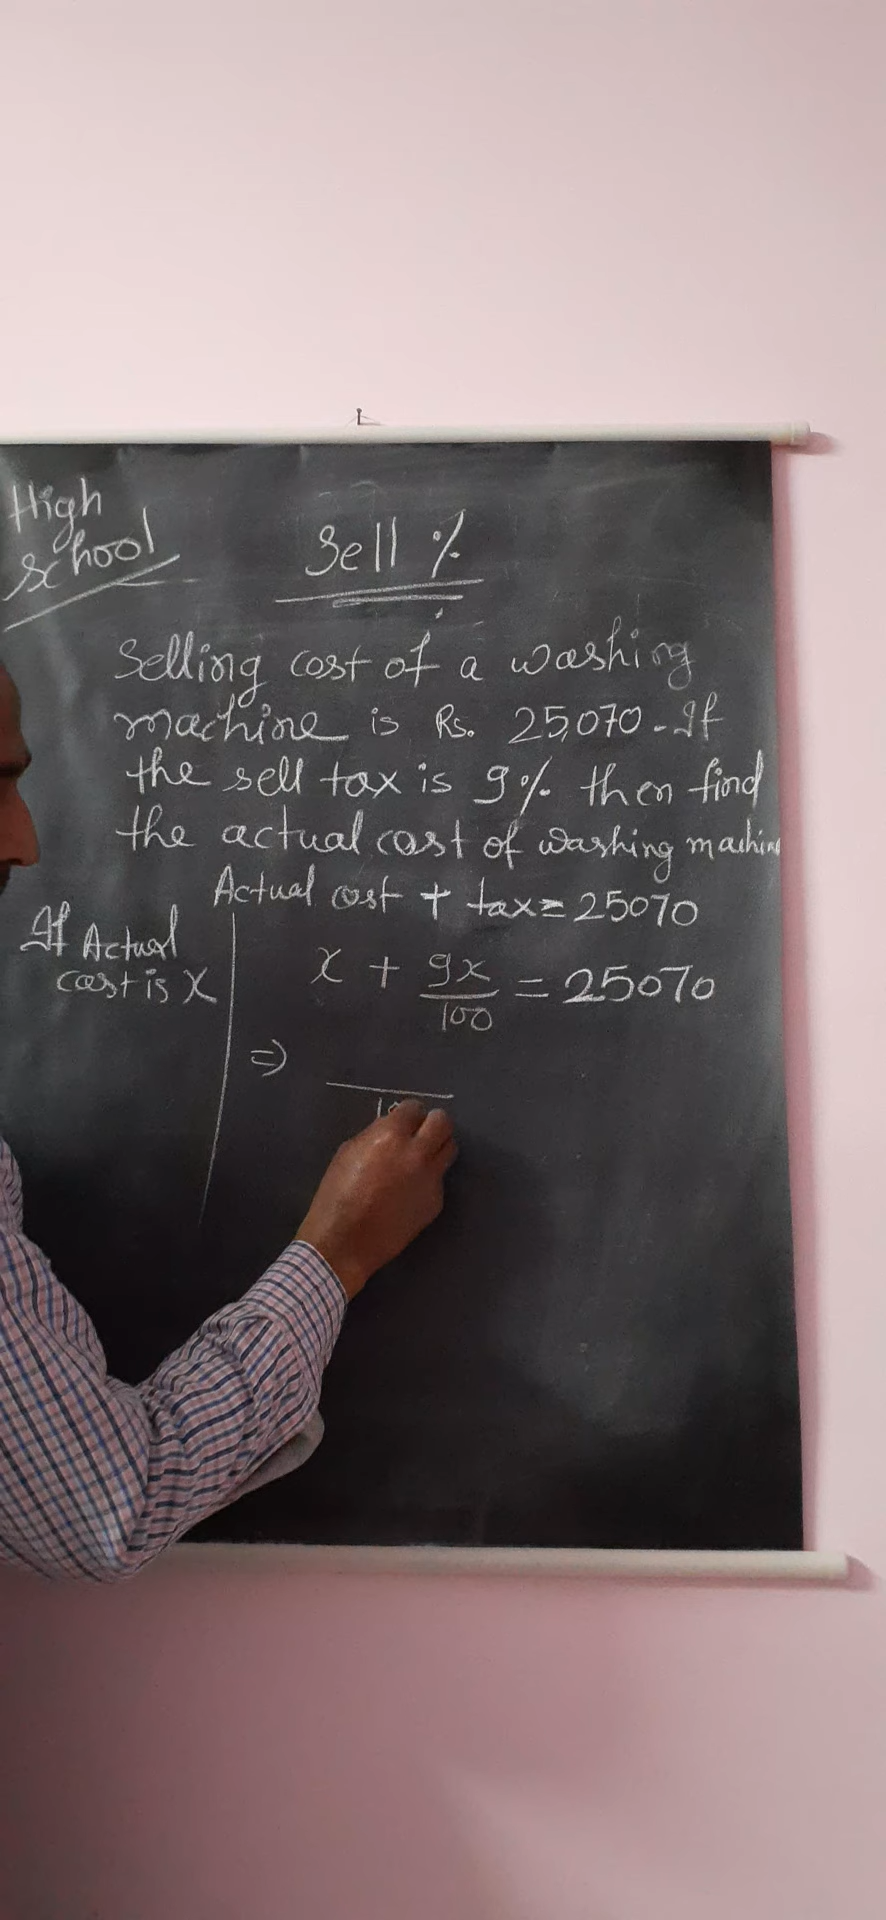 High
school
Sell %
Selling cost of a washing
machine is Rs. 25,070. If
the sell tax is 9% then find
the actual cost of washing machine
Actual cost + tax = 25070
If Actual
cost is x
x + 9x/100 = 25070
⇒